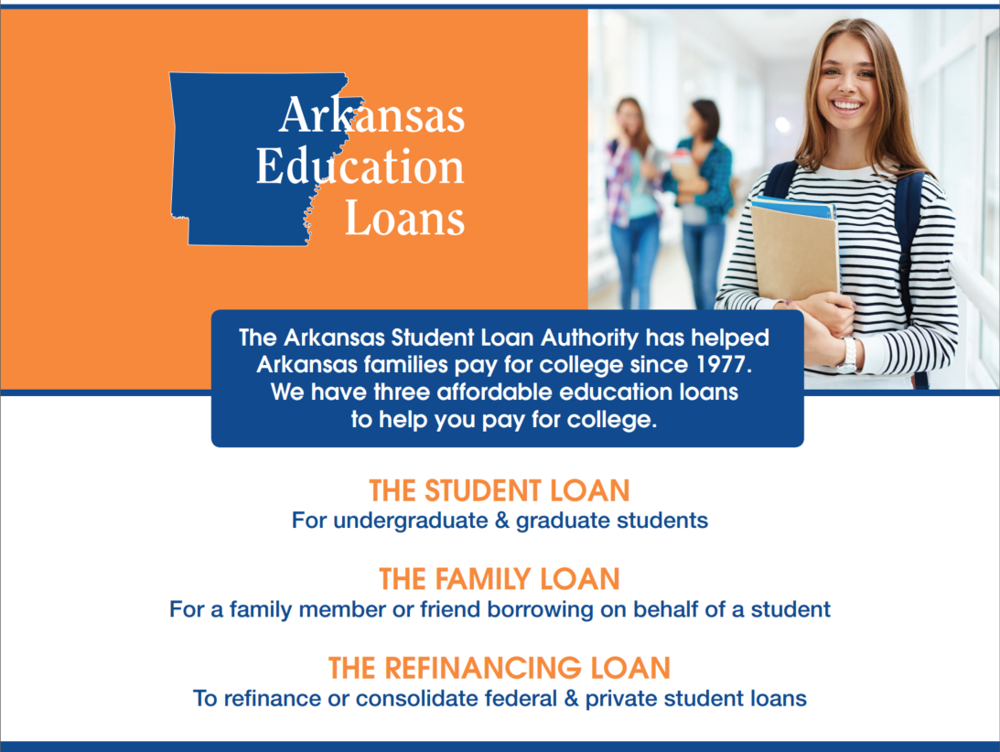 Arkansas
Education
Loans
The Arkansas Student Loan Authority has helped
Arkansas families pay for college since 1977.
We have three affordable education loans
to help you pay for college.
THE STUDENT LOAN
For undergraduate & graduate students
THE FAMILY LOAN
For a family member or friend borrowing on behalf of a student
THE REFINANCING LOAN
To refinance or consolidate federal & private student loans